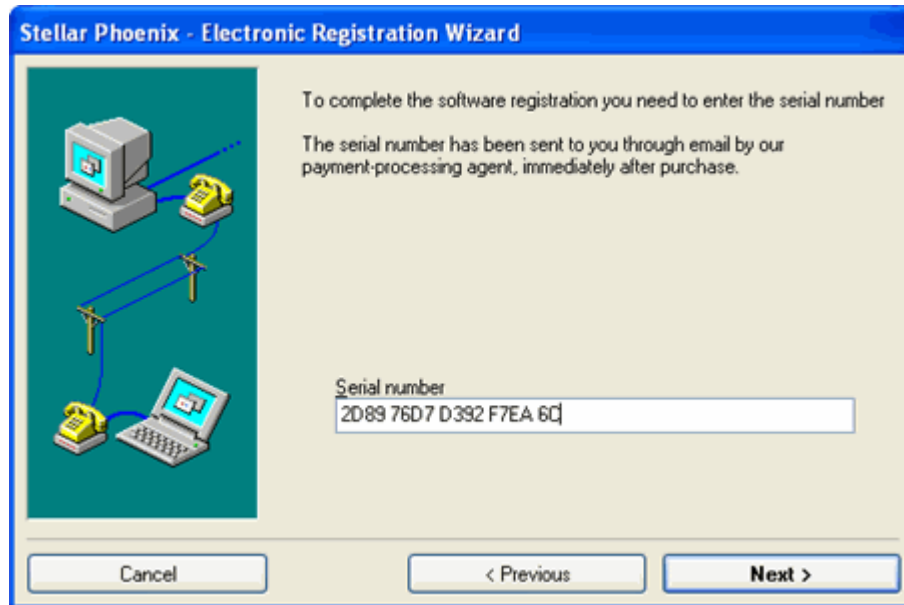 Stellar Phoenix - Electronic Registration Wizard
To complete the software registration you need to enter the serial number
The serial number has been sent to you through email by our
payment-processing agent, immediately after purchase.
Serial number
2D89 76D7 D392 F7EA 6C
Cancel
< Previous
Next >